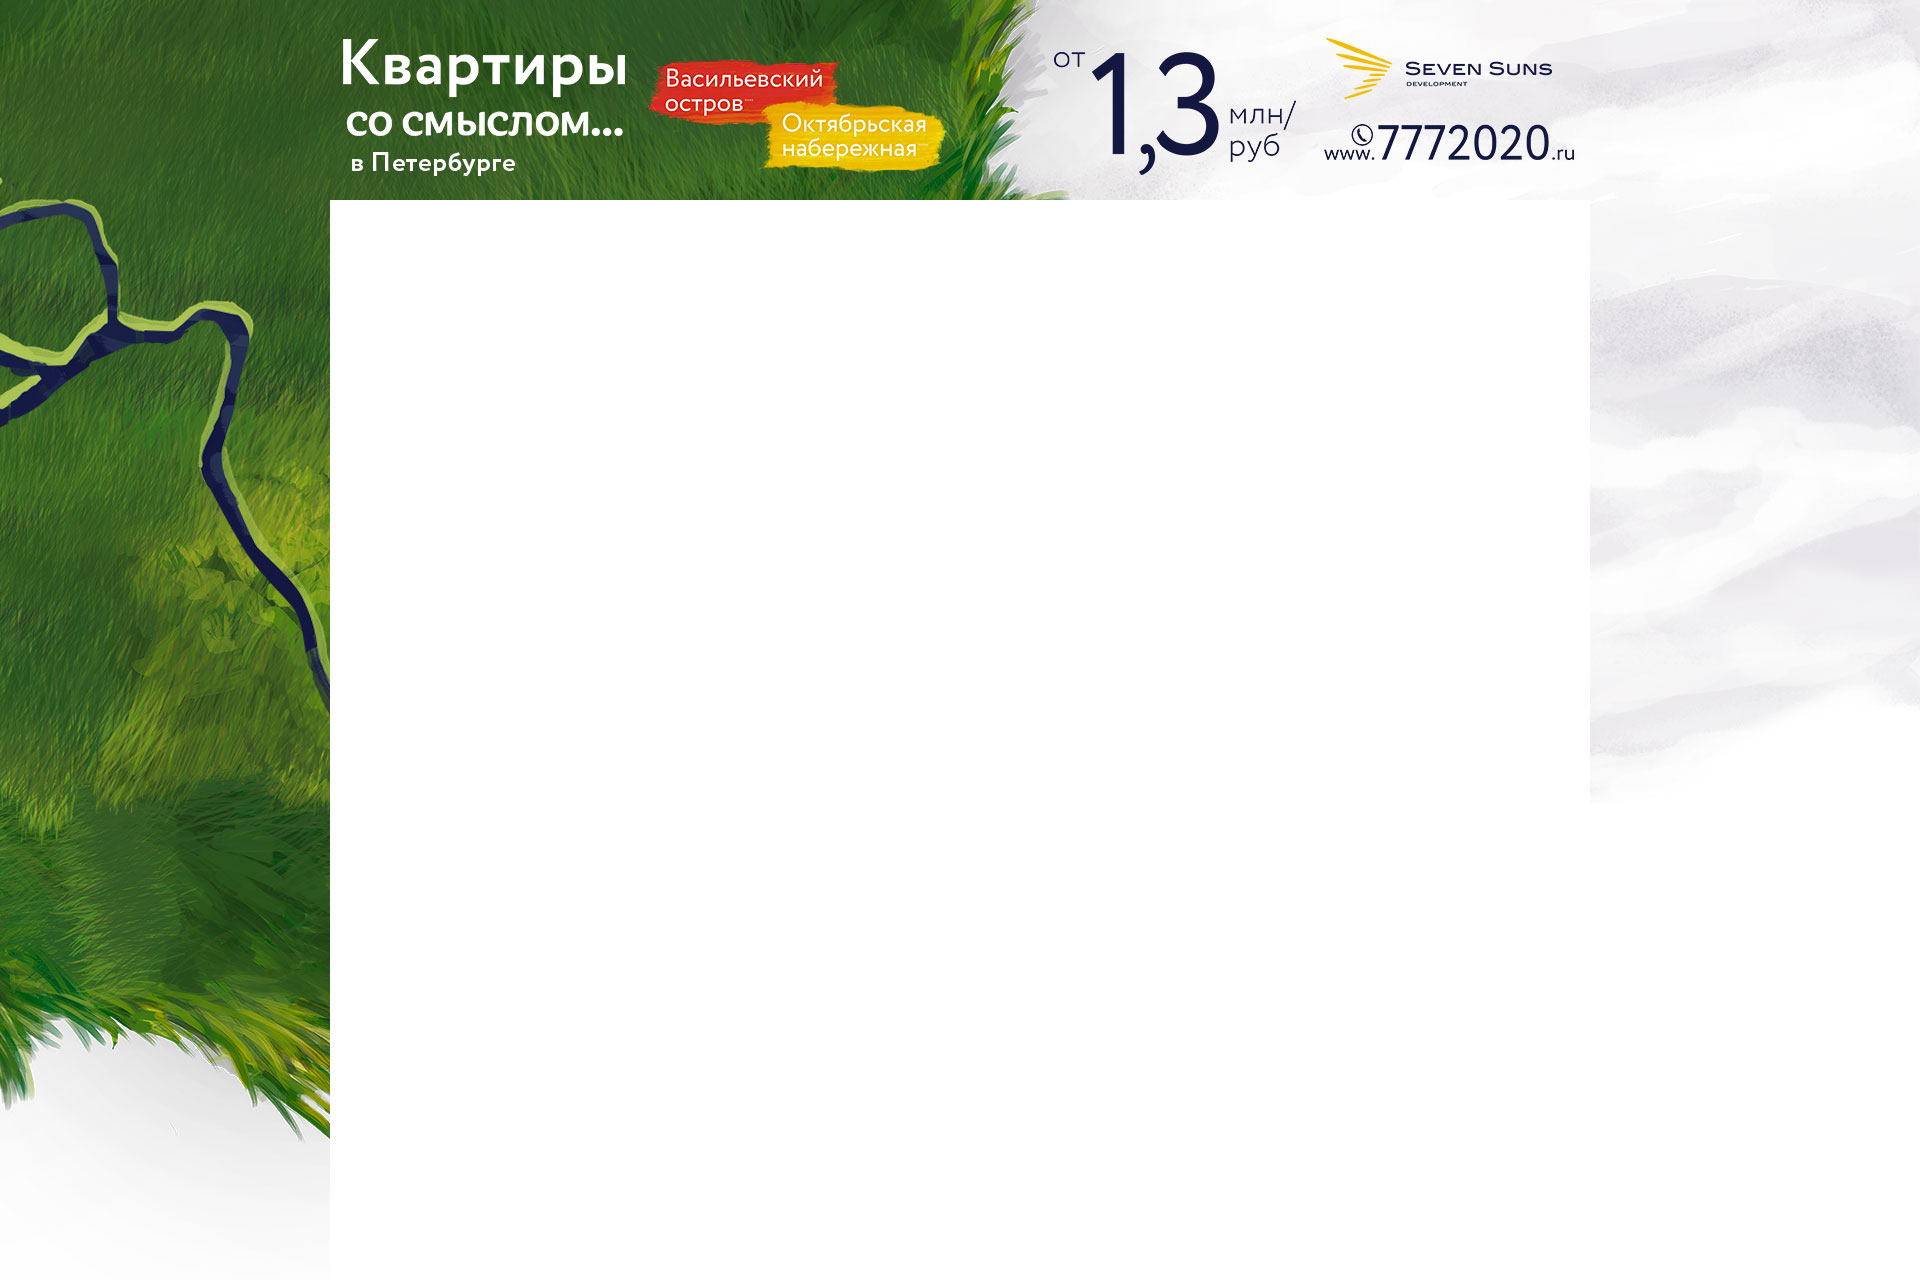 Квартиры
со смыслом...
в Петербурге
Васильевский
остров
Октябрьская
набережная
от 1,3 млн/
руб
SEVEN SUNS
DEVELOPMENT
www.7772020.ru